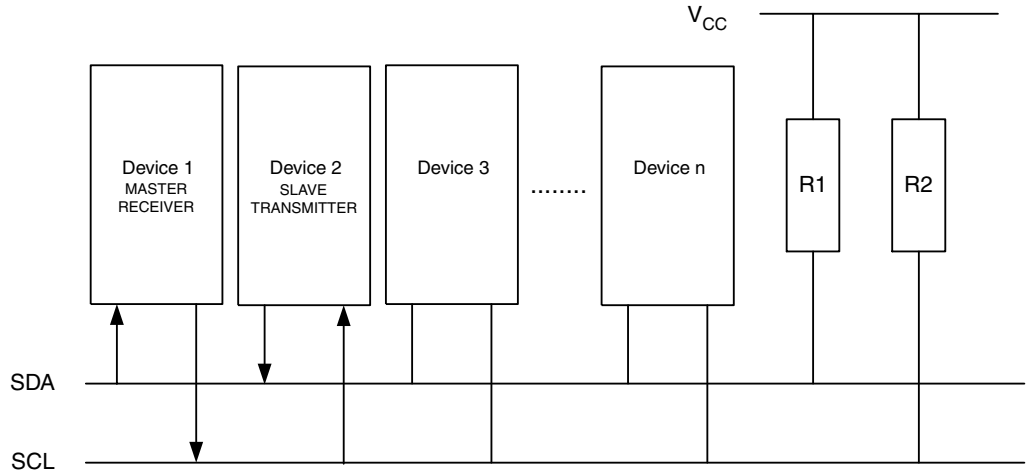 VCC
Device 1
MASTER
RECEIVER
Device 2
SLAVE
TRANSMITTER
Device 3
........
Device n
R1
R2
SDA
SCL